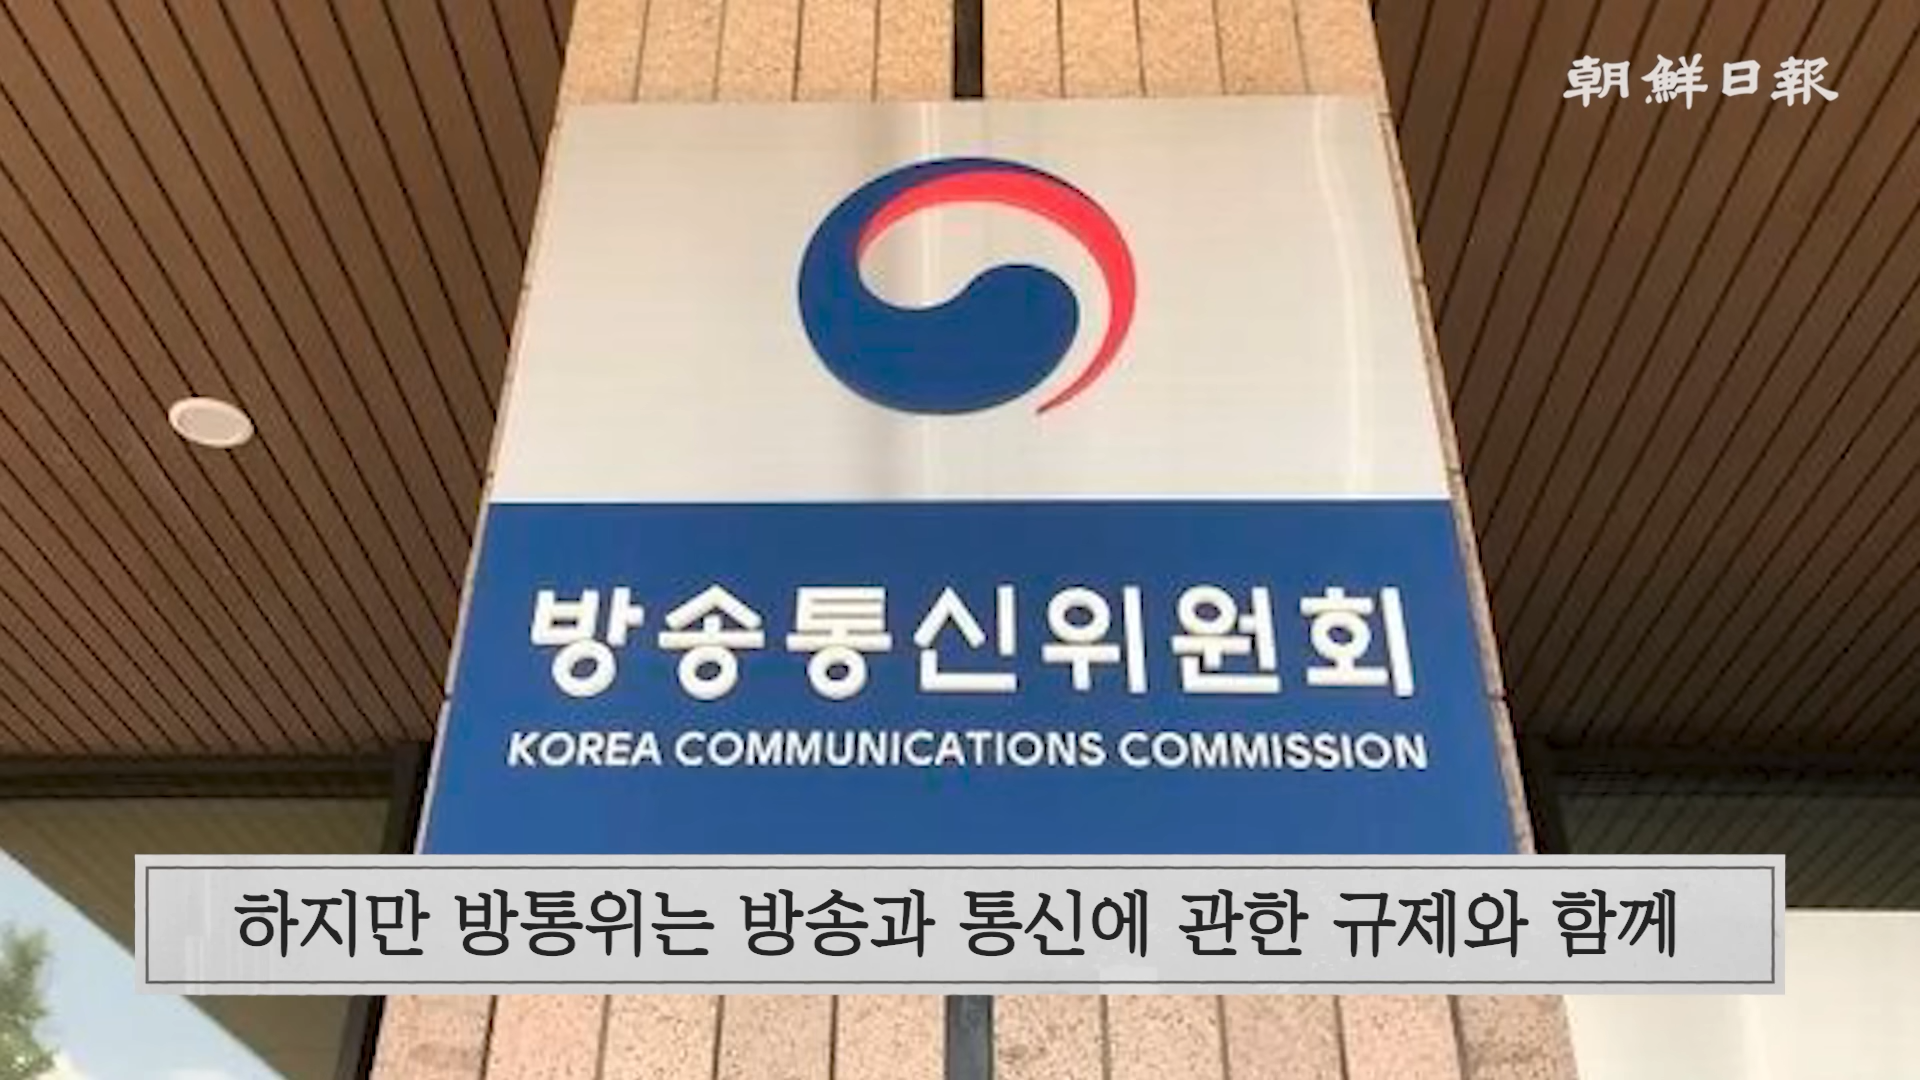 朝鮮日報
방송통신위원회
KOREA COMMUNICATIONS COMMISSION
하지만 방통위는 방송과 통신에 관한 규제와 함께